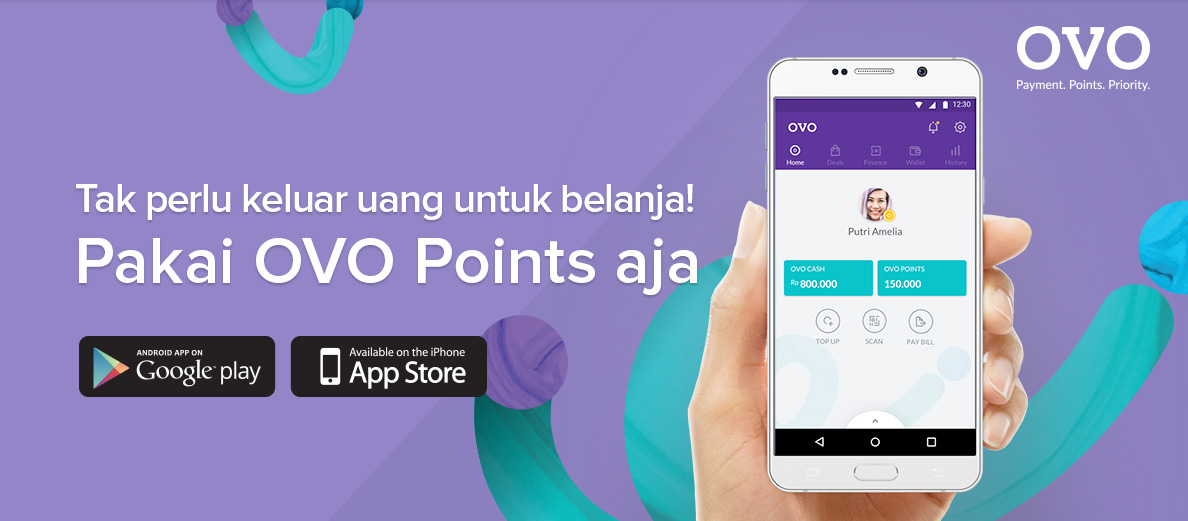 OVO
Payment. Points. Priority.
Tak perlu keluar uang untuk belanja!
Pakai OVO Points aja
ANDROID APP ON
Google play
Available on the iPhone
App Store
12:30
OVO
Home
Deals
Finance
Wallet
History
Putri Amelia
OVO CASH
Rp 800.000
OVO POINTS
150.000
TOP UP
SCAN
PAY BILL